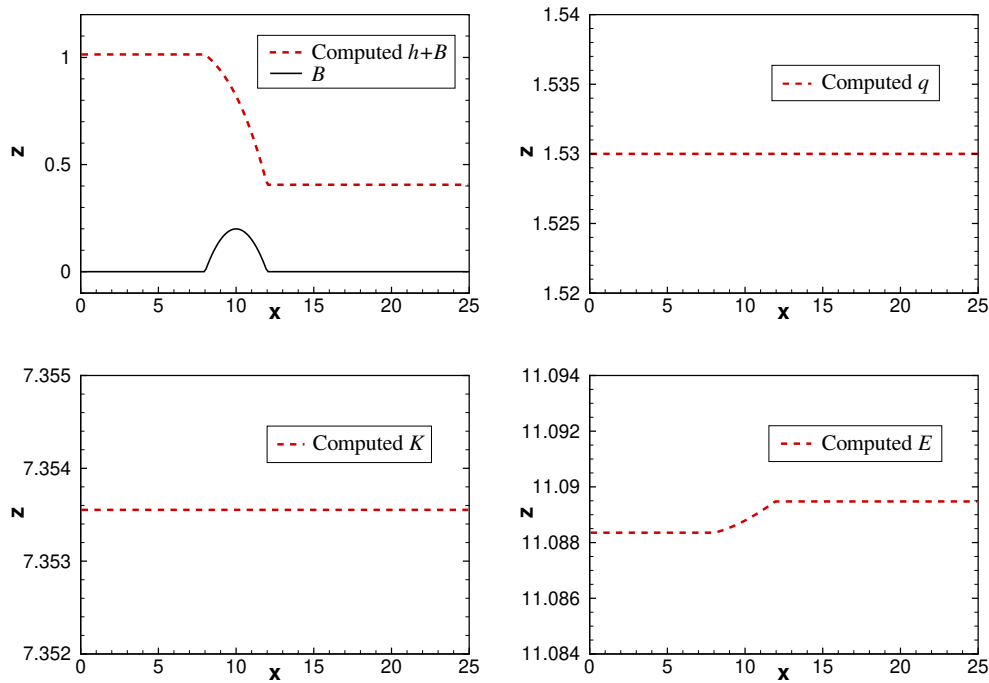 z
1
0.5
0
Computed h+B
B
0 5 10 15 20 25
x
z
1.54
1.535
1.53
1.525
1.52
Computed q
0 5 10 15 20 25
x
z
7.355
7.354
7.353
7.352
Computed K
0 5 10 15 20 25
x
z
11.094
11.092
11.09
11.088
11.086
11.084
Computed E
0 5 10 15 20 25
x